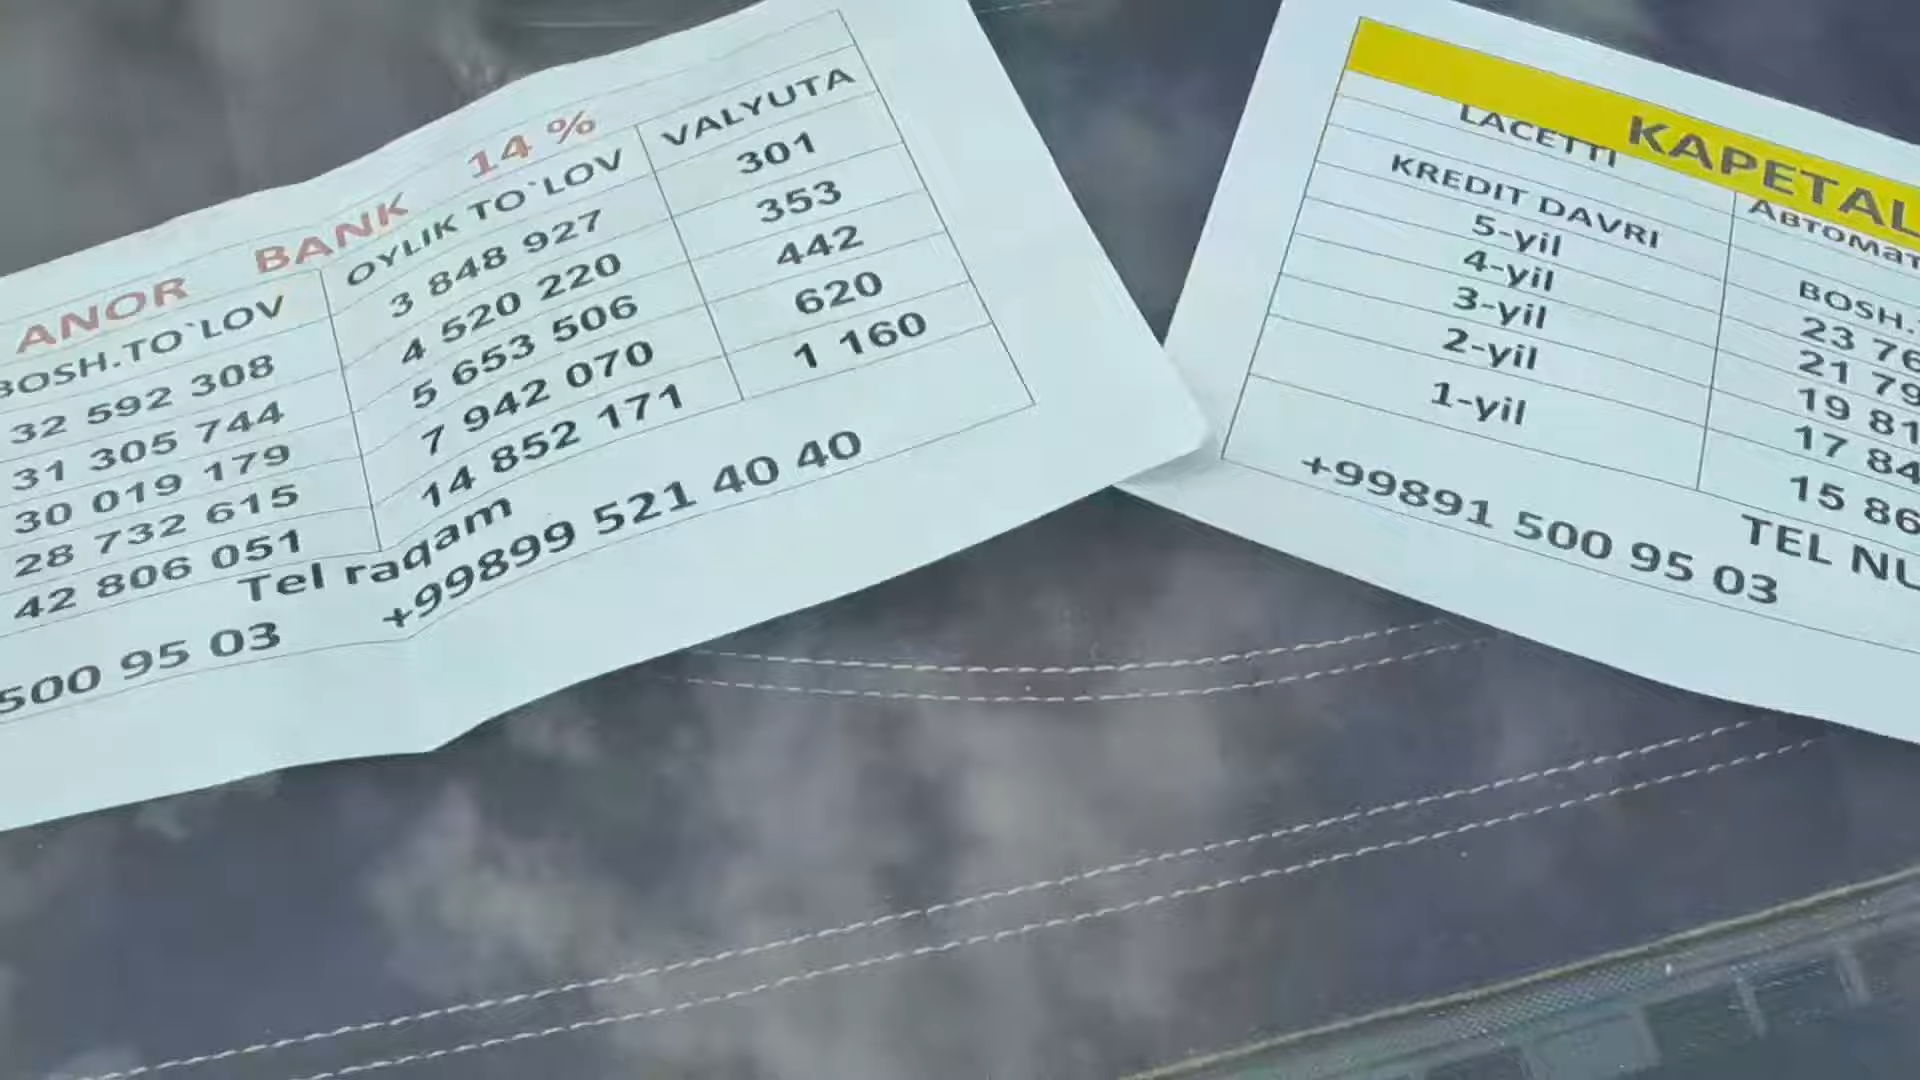 ANOR BANK 14 %
BOSH.TO`LOV OYLIK TO`LOV VALYUTA
32 592 308 3 848 927 301
31 305 744 4 520 220 353
30 019 179 5 653 506 442
28 732 615 7 942 070 620
42 806 051 14 852 171 1 160
Tel raqam
500 95 03 +99899 521 40 40
KAPETAL
LACETTI
KREDIT DAVRI BOSH.
5-yil 23 76
4-yil 21 79
3-yil 19 81
2-yil 17 84
1-yil 15 86
TEL
+99891 500 95 03